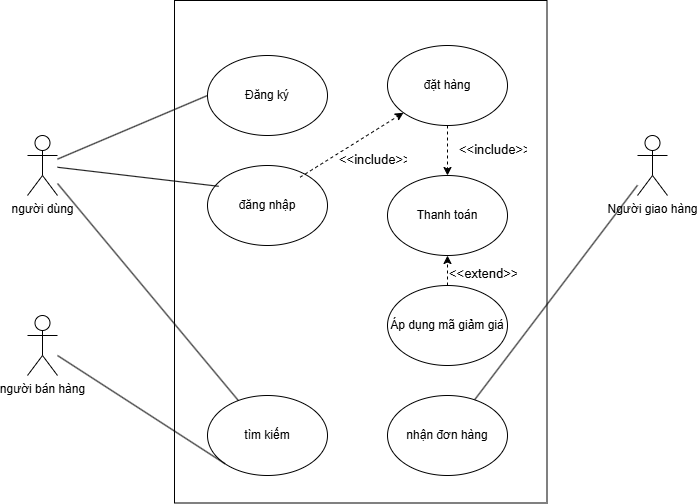 Đăng ký
đặt hàng
<<include>>
<<include>>
người dùng
đăng nhập
Thanh toán
Người giao hàng
<<extend>>
Áp dụng mã giảm giá
người bán hàng
tìm kiếm
nhận đơn hàng